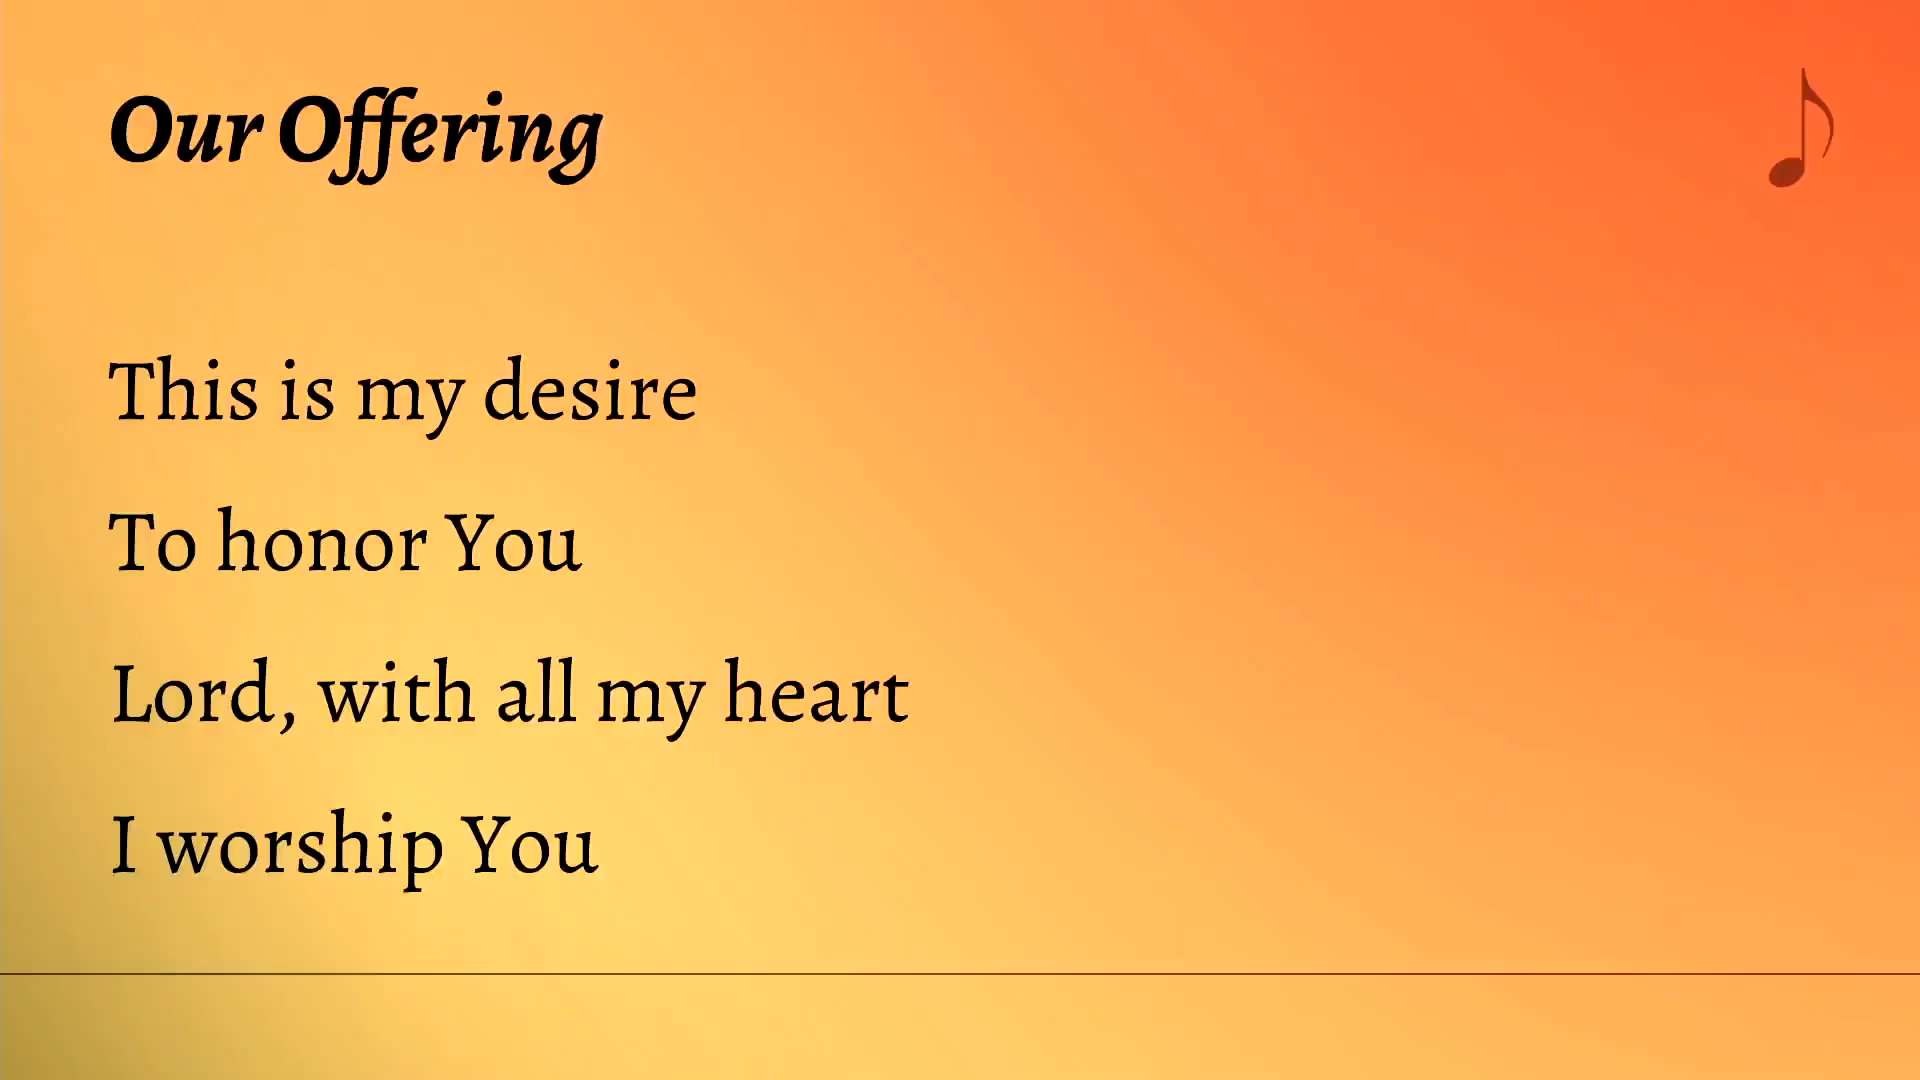 Our Offering
This is my desire
To honor You
Lord, with all my heart
I worship You